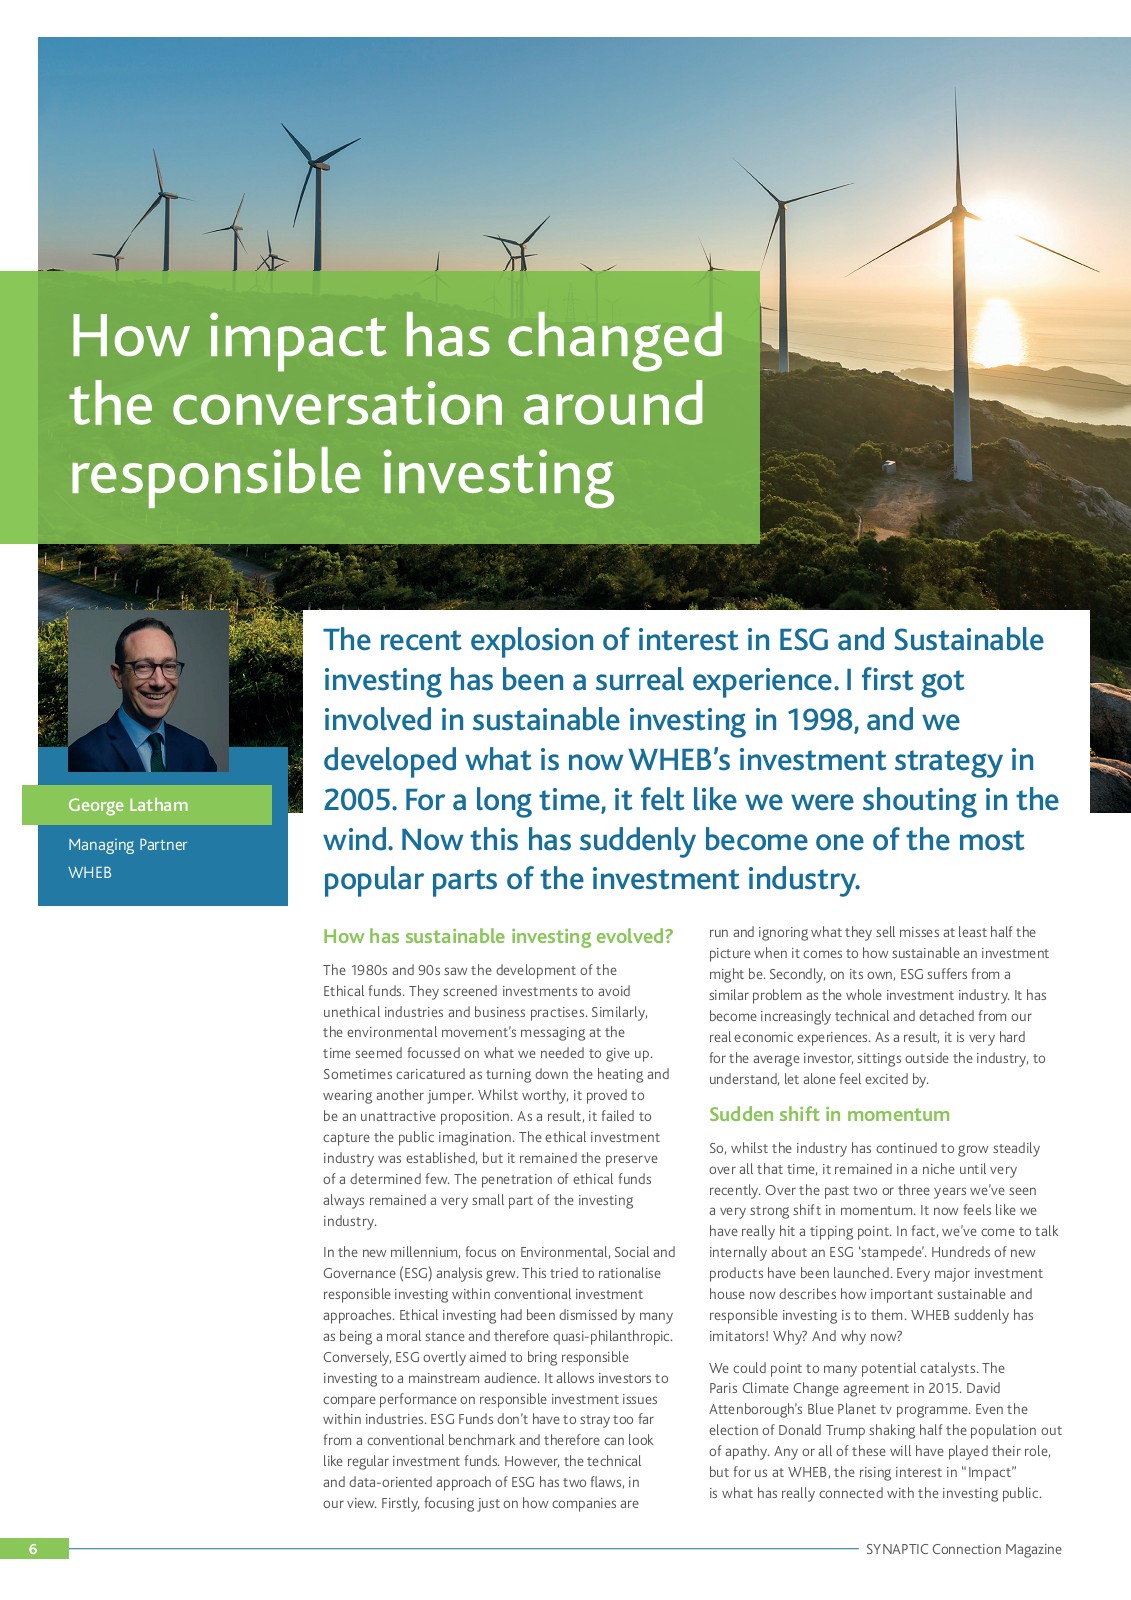 How impact has changed
the conversation around
responsible investing
George Latham
Managing Partner
WHEB
The recent explosion of interest in ESG and Sustainable
investing has been a surreal experience. I first got
involved in sustainable investing in 1998, and we
developed what is now WHEB’s investment strategy in
2005. For a long time, it felt like we were shouting in the
wind. Now this has suddenly become one of the most
popular parts of the investment industry.
How has sustainable investing evolved?
The 1980s and 90s saw the development of the
Ethical funds. They screened investments to avoid
unethical industries and business practises. Similarly,
the environmental movement’s messaging at the
time seemed focussed on what we needed to give up.
Sometimes caricatured as turning down the heating and
wearing another jumper. Whilst worthy, it proved to
be an unattractive proposition. As a result, it failed to
capture the public imagination. The ethical investment
industry was established, but it remained the preserve
of a determined few. The penetration of ethical funds
always remained a very small part of the investing
industry.
In the new millennium, focus on Environmental, Social and
Governance (ESG) analysis grew. This tried to rationalise
responsible investing within conventional investment
approaches. Ethical investing had been dismissed by many
as being a moral stance and therefore quasi-philanthropic.
Conversely, ESG overtly aimed to bring responsible
investing to a mainstream audience. It allows investors to
compare performance on responsible investment issues
within industries. ESG Funds don’t have to stray too far
from a conventional benchmark and therefore can look
like regular investment funds. However, the technical
and data-oriented approach of ESG has two flaws, in
our view. Firstly, focusing just on how companies are
run and ignoring what they sell misses at least half the
picture when it comes to how sustainable an investment
might be. Secondly, on its own, ESG suffers from a
similar problem as the whole investment industry. It has
become increasingly technical and detached from our
real economic experiences. As a result, it is very hard
for the average investor, sittings outside the industry, to
understand, let alone feel excited by.
Sudden shift in momentum
So, whilst the industry has continued to grow steadily
over all that time, it remained in a niche until very
recently. Over the past two or three years we’ve seen
a very strong shift in momentum. It now feels like we
have really hit a tipping point. In fact, we’ve come to talk
internally about an ESG ‘stampede’. Hundreds of new
products have been launched. Every major investment
house now describes how important sustainable and
responsible investing is to them. WHEB suddenly has
imitators! Why? And why now?
We could point to many potential catalysts. The
Paris Climate Change agreement in 2015. David
Attenborough’s Blue Planet tv programme. Even the
election of Donald Trump shaking half the population out
of apathy. Any or all of these will have played their role,
but for us at WHEB, the rising interest in “Impact”
is what has really connected with the investing public.
6
SYNAPTIC Connection Magazine